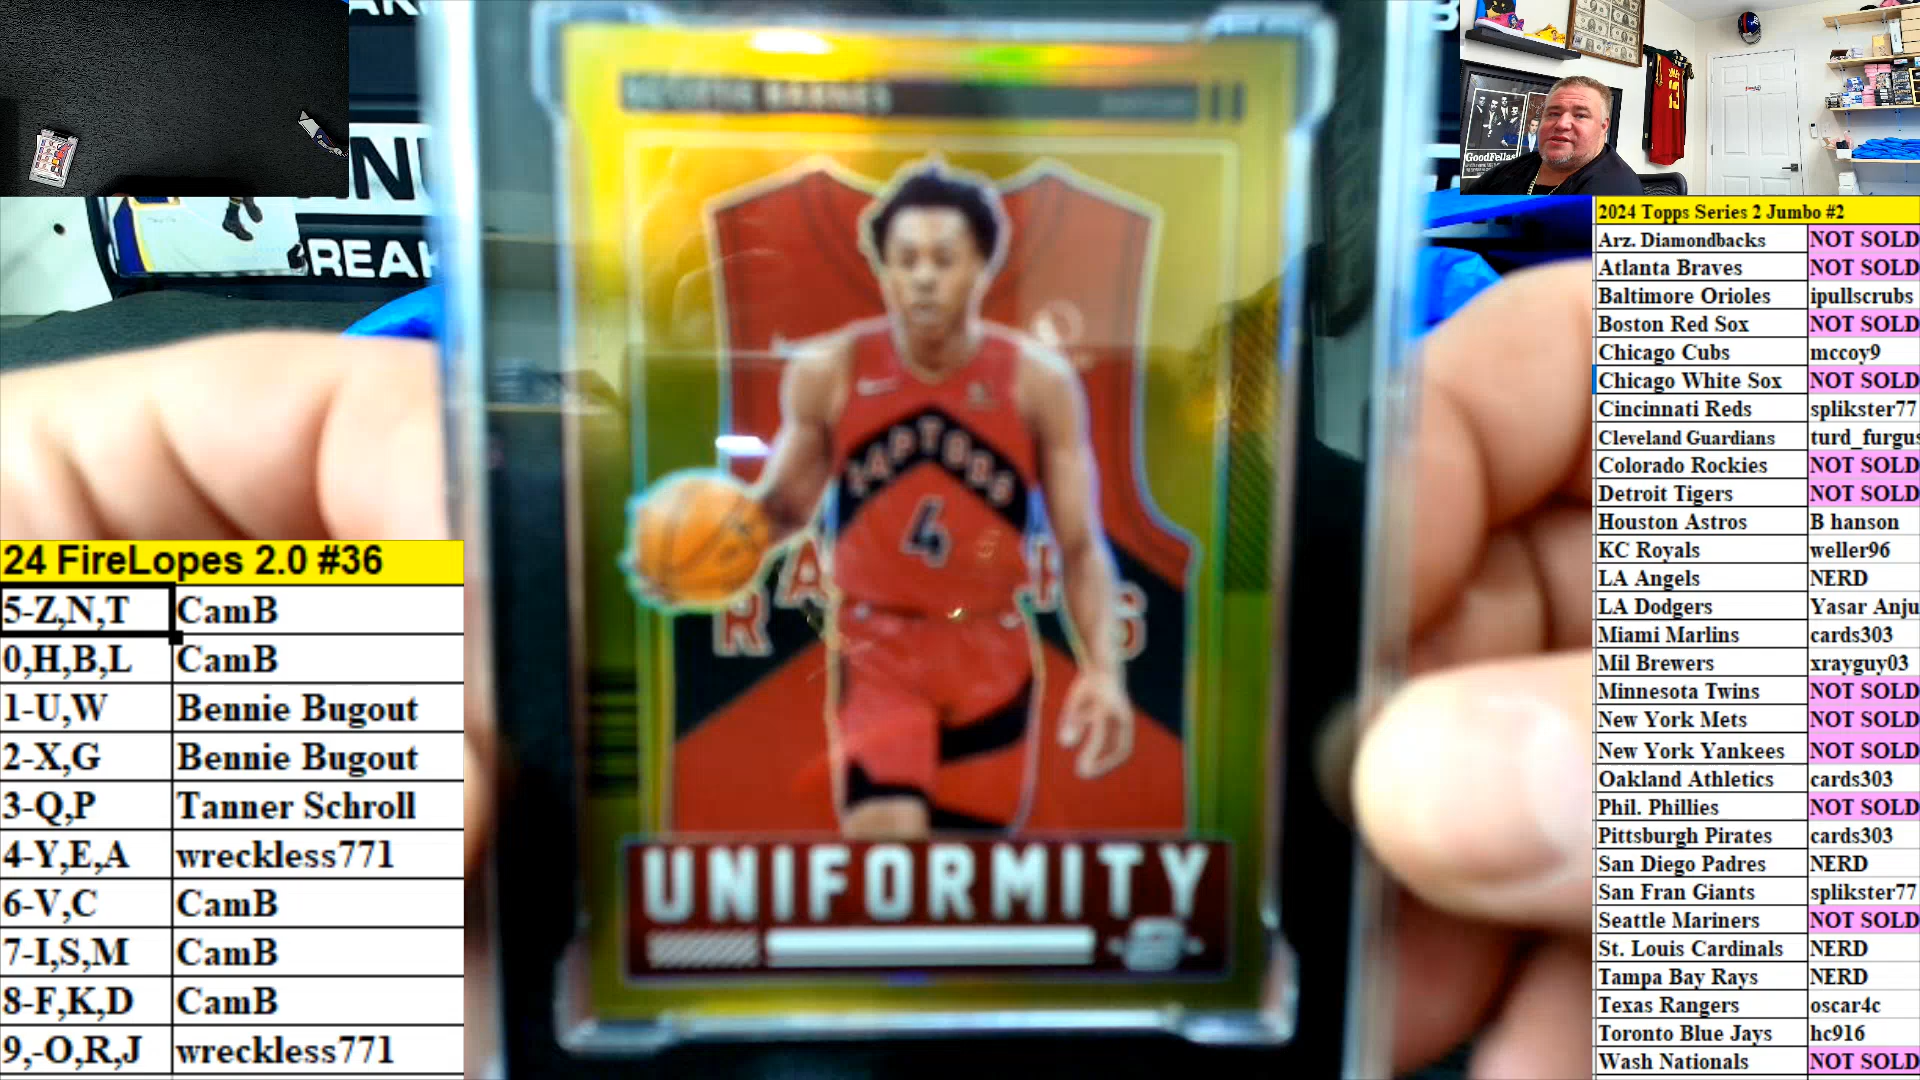 GoodFellas
REAK
BARNES
RAPTORS
4
UNIFORMITY
24 FireLopes 2.0 #36
5-Z,N,T CamB
0,H,B,L CamB
1-U,W Bennie Bugout
2-X,G Bennie Bugout
3-Q,P Tanner Schroll
4-Y,E,A wreckless771
6-V,C CamB
7-I,S,M CamB
8-F,K,D CamB
9,-O,R,J wreckless771
2024 Topps Series 2 Jumbo #2
Arz. Diamondbacks NOT SOLD
Atlanta Braves NOT SOLD
Baltimore Orioles ipullscrubs
Boston Red Sox NOT SOLD
Chicago Cubs mccoy9
Chicago White Sox NOT SOLD
Cincinnati Reds splikster77
Cleveland Guardians turd_furgus
Colorado Rockies NOT SOLD
Detroit Tigers NOT SOLD
Houston Astros B hanson
KC Royals weller96
LA Angels NERD
LA Dodgers Yasar Anju
Miami Marlins cards303
Mil Brewers xrayguy03
Minnesota Twins NOT SOLD
New York Mets NOT SOLD
New York Yankees NOT SOLD
Oakland Athletics cards303
Phil. Phillies NOT SOLD
Pittsburgh Pirates cards303
San Diego Padres NERD
San Fran Giants splikster77
Seattle Mariners NOT SOLD
St. Louis Cardinals NERD
Tampa Bay Rays NERD
Texas Rangers oscar4c
Toronto Blue Jays hc916
Wash Nationals NOT SOLD